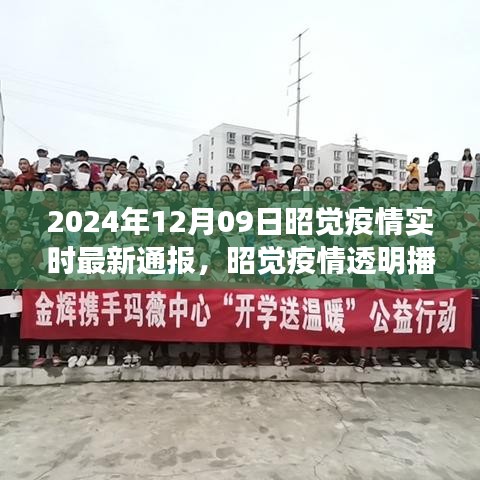 2024年12月09日昭觉疫情实
时最新通报，昭觉疫情透明播
金辉携手玛薇中心“开学送温暖”公益行动